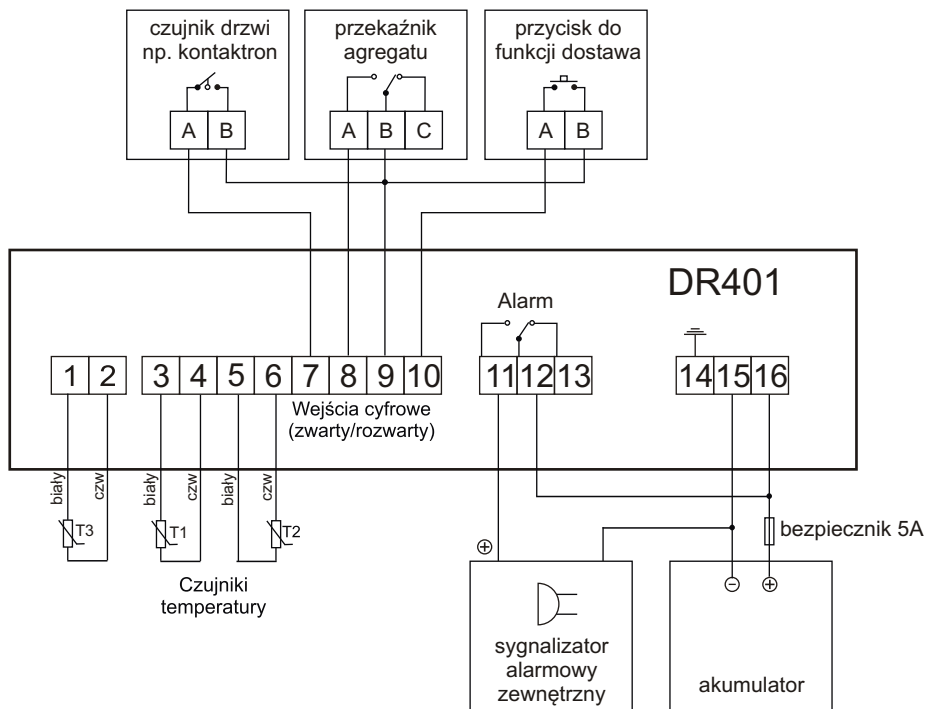 czujnik drzwi
np. kontaktron
przekaźnik
agregatu
przycisk do
funkcji dostawa
A B
A B C
A B
DR401
Alarm
1 2
3 4 5 6 7 8 9 10
11 12 13
14 15 16
Wejścia cyfrowe
(zwarty/rozwarty)
biały
czw
biały
czw
biały
czw
T3
T1
T2
Czujniki
temperatury
bezpiecznik 5A
+
−
+
sygnalizator
alarmowy
zewnętrzny
akumulator